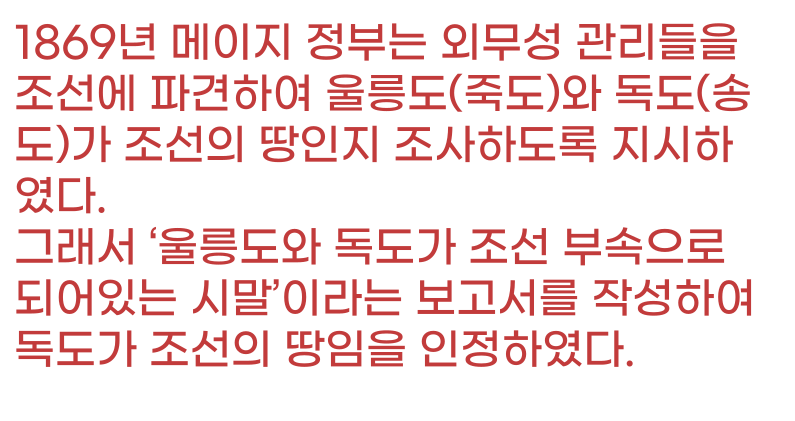 1869년 메이지 정부는 외무성 관리들을
조선에 파견하여 울릉도(죽도)와 독도(송
도)가 조선의 땅인지 조사하도록 지시하
였다.
그래서 ‘울릉도와 독도가 조선 부속으로
되어있는 시말’이라는 보고서를 작성하여
독도가 조선의 땅임을 인정하였다.